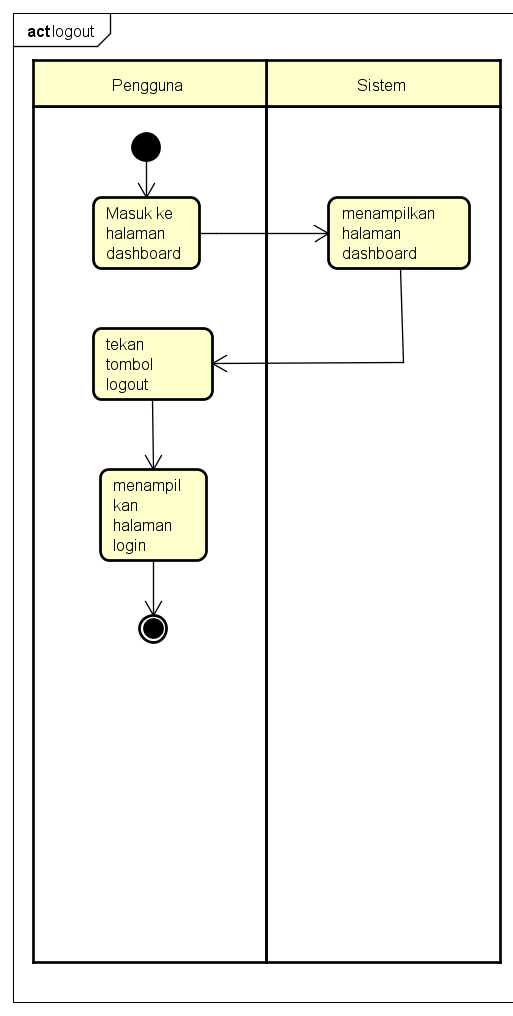 act logout
Pengguna
Sistem
Masuk ke
halaman
dashboard
menampilkan
halaman
dashboard
tekan
tombol
logout
menampil
kan
halaman
login